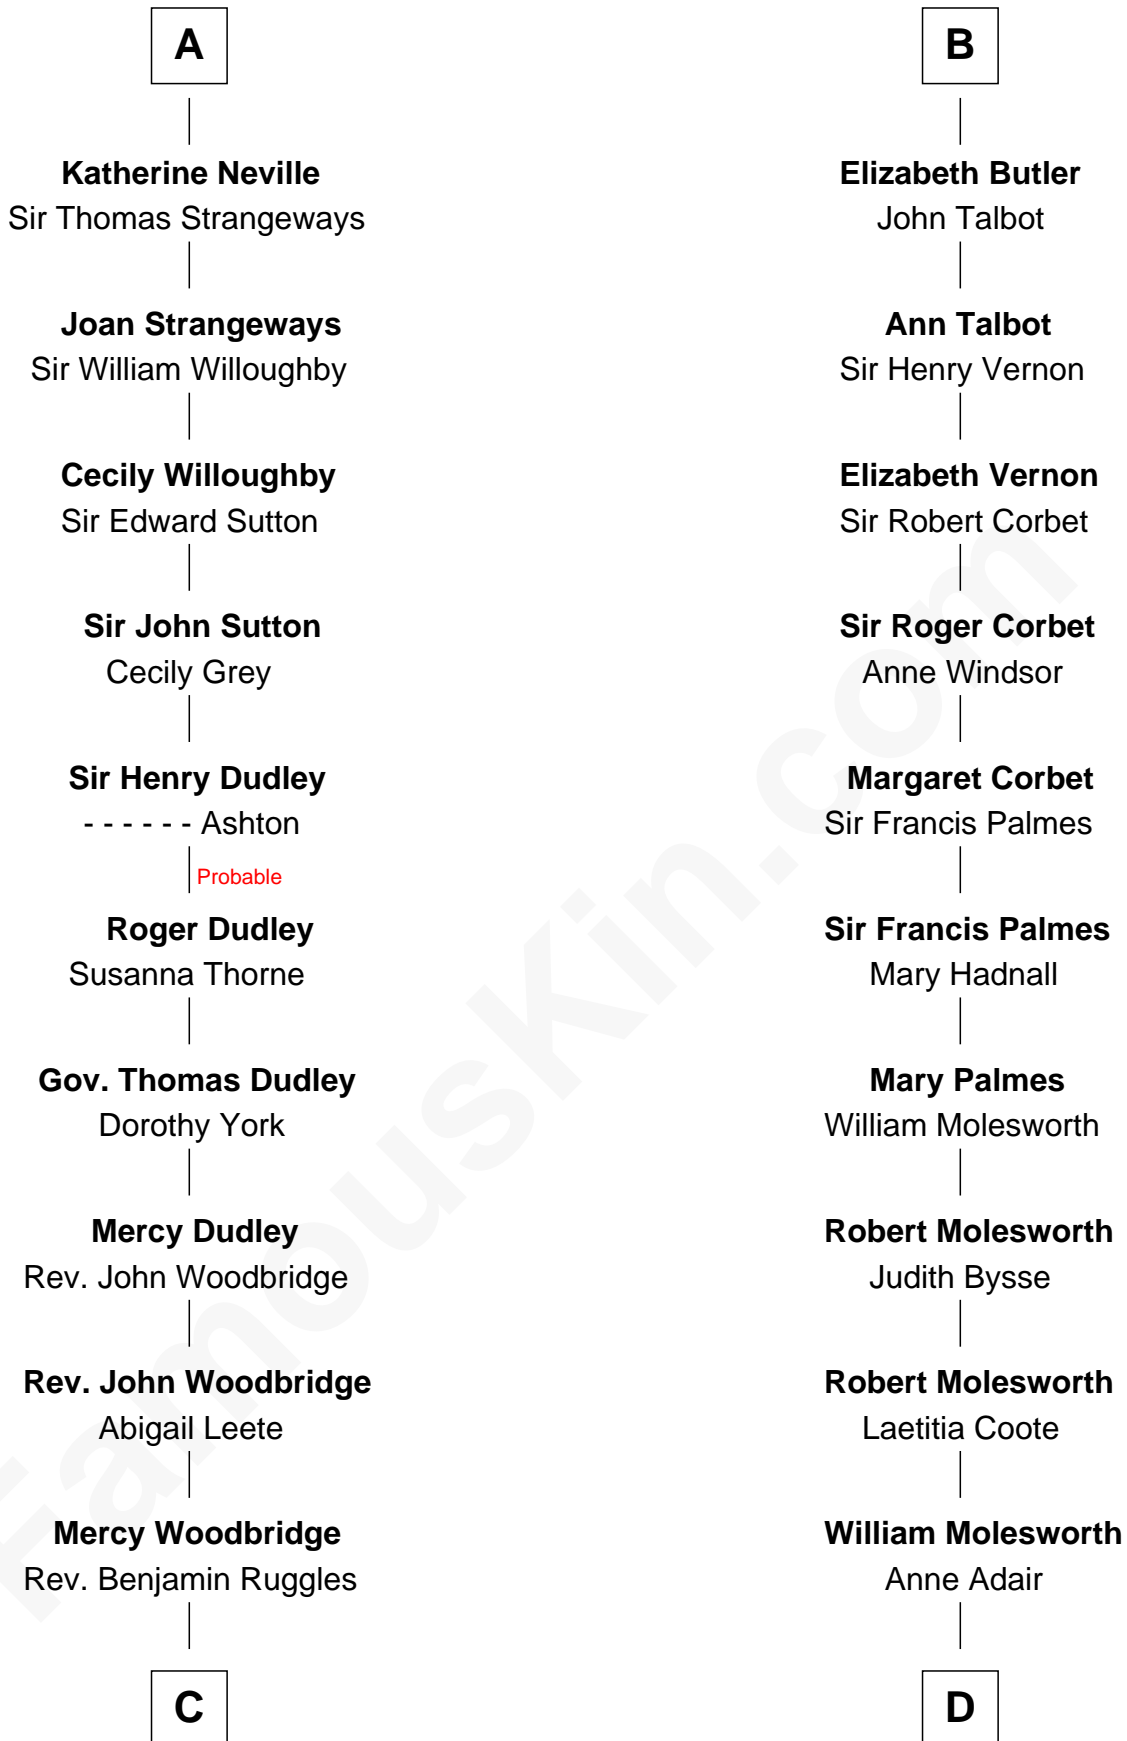 A
Katherine Neville
Sir Thomas Strangeways
Joan Strangeways
Sir William Willoughby
Cecily Willoughby
Sir Edward Sutton
Sir John Sutton
Cecily Grey
Sir Henry Dudley
- - - - - - Ashton
Probable
Roger Dudley
Susanna Thorne
Gov. Thomas Dudley
Dorothy York
Mercy Dudley
Rev. John Woodbridge
Rev. John Woodbridge
Abigail Leete
Mercy Woodbridge
Rev. Benjamin Ruggles
C
B
Elizabeth Butler
John Talbot
Ann Talbot
Sir Henry Vernon
Elizabeth Vernon
Sir Robert Corbet
Sir Roger Corbet
Anne Windsor
Margaret Corbet
Sir Francis Palmes
Sir Francis Palmes
Mary Hadnall
Mary Palmes
William Molesworth
Robert Molesworth
Judith Bysse
Robert Molesworth
Laetitia Coote
William Molesworth
Anne Adair
D
FamousKin.com